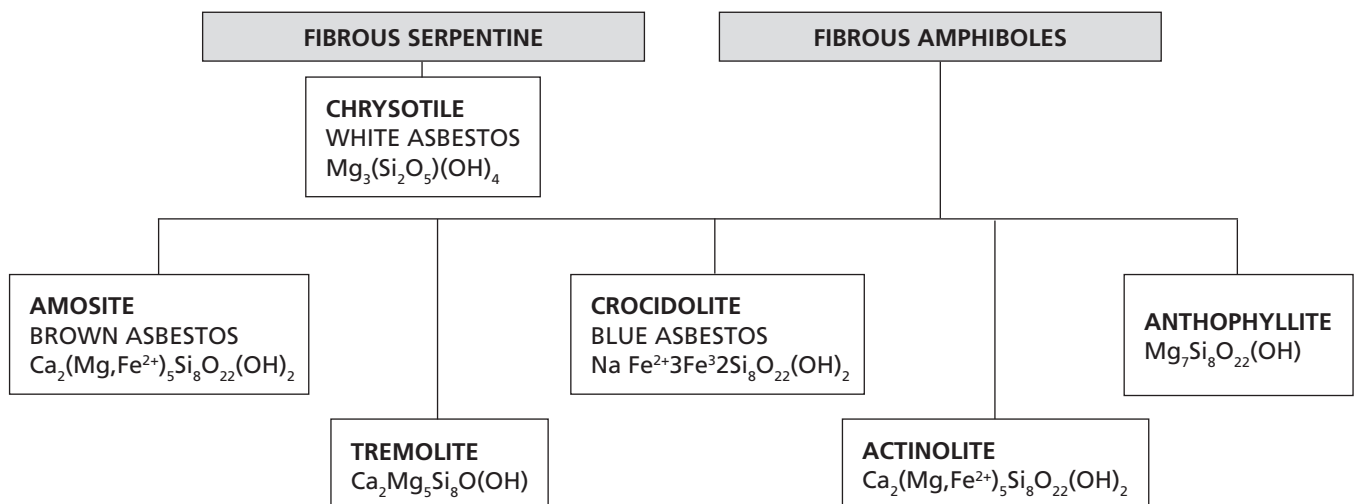 FIBROUS SERPENTINE
FIBROUS AMPHIBOLES
CHRYSOTILE
WHITE ASBESTOS
Mg₃(Si₂O₅)(OH)₄
AMOSITE
BROWN ASBESTOS
Ca₂(Mg,Fe²⁺)₅Si₈O₂₂(OH)₂
CROCIDOLITE
BLUE ASBESTOS
Na Fe²⁺3Fe³2Si₈O₂₂(OH)₂
ANTHOPHYLLITE
Mg₇Si₈O₂₂(OH)
TREMOLITE
Ca₂Mg₅Si₈O(OH)
ACTINOLITE
Ca₂(Mg,Fe²⁺)₅Si₈O₂₂(OH)₂